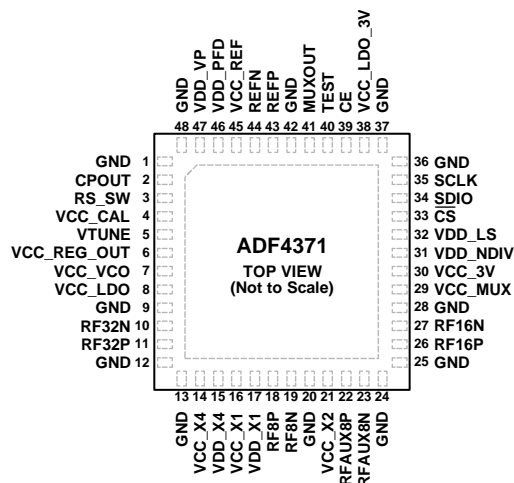 GND
VDD_VP
VDD_PFD
VCC_REF
REFN
REFP
GND
MUXOUT
TEST
CE
VCC_LDO_3V
GND
48 47 46 45 44 43 42 41 40 39 38 37
GND 1
CPOUT 2
RS_SW 3
VCC_CAL 4
VTUNE 5
VCC_REG_OUT 6
VCC_VCO 7
VCC_LDO 8
GND 9
RF32N 10
RF32P 11
GND 12
ADF4371
TOP VIEW
(Not to Scale)
36 GND
35 SCLK
34 SDIO
33 CS
32 VDD_LS
31 VDD_NDIV
30 VCC_3V
29 VCC_MUX
28 GND
27 RF16N
26 RF16P
25 GND
13 14 15 16 17 18 19 20 21 22 23 24
GND
VCC_X4
VDD_X4
VCC_X1
VDD_X1
RF8P
RF8N
GND
VCC_X2
RFAUX8P
RFAUX8N
GND